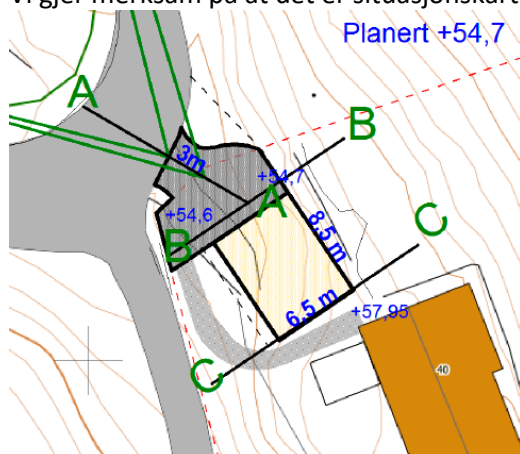 Vi gjer merksam på at det er situasjonskart
Planert +54,7
A
B
3m
+54,7
A
+54,6
B
8,5 m
C
6,5 m
+57,95
40
C